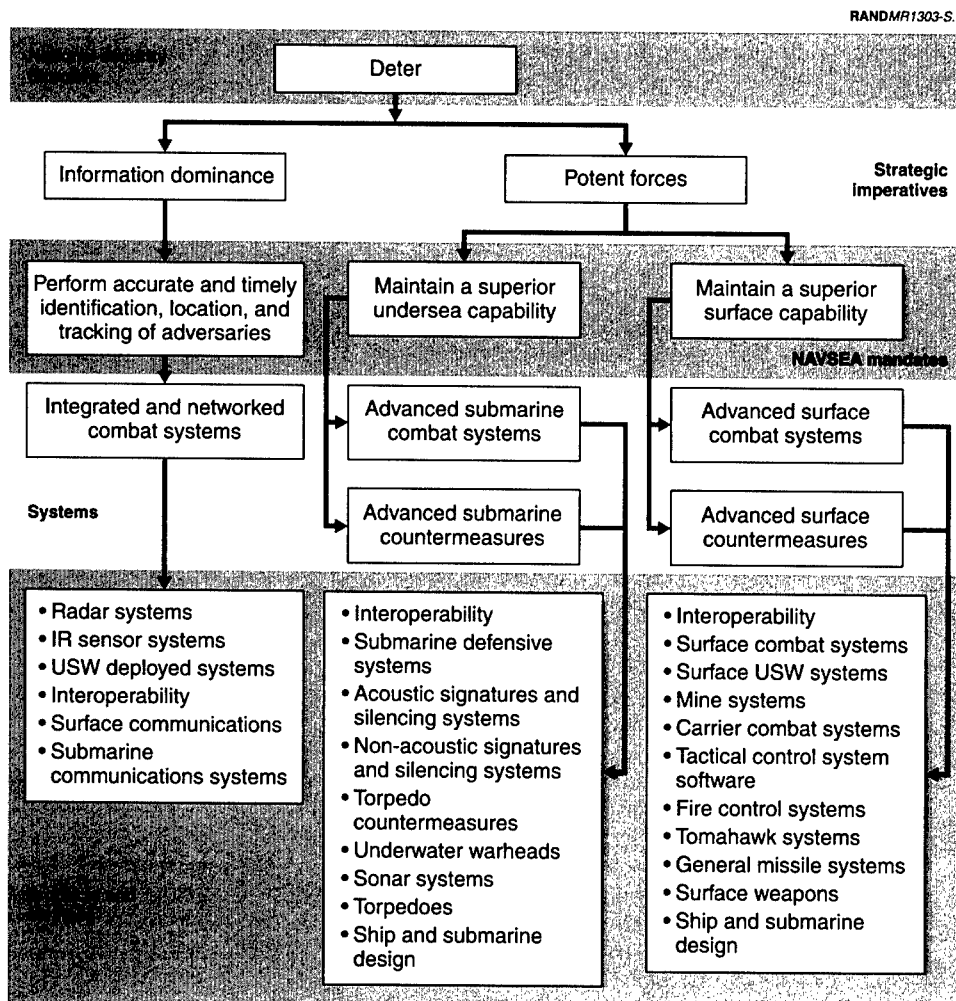 RANDMR1303-S.
Deter
Information dominance
Potent forces
Strategic
imperatives
Perform accurate and timely
identification, location, and
tracking of adversaries
Maintain a superior
undersea capability
Maintain a superior
surface capability
NAVSEA mandates
Integrated and networked
combat systems
Advanced submarine
combat systems
Advanced surface
combat systems
Systems
Advanced submarine
countermeasures
Advanced surface
countermeasures
• Radar systems
• IR sensor systems
• USW deployed systems
• Interoperability
• Surface communications
• Submarine
communications systems
• Interoperability
• Submarine defensive
systems
• Acoustic signatures and
silencing systems
• Non-acoustic signatures
and silencing systems
• Torpedo
countermeasures
• Underwater warheads
• Sonar systems
• Torpedoes
• Ship and submarine
design
• Interoperability
• Surface combat systems
• Surface USW systems
• Mine systems
• Carrier combat systems
• Tactical control system
software
• Fire control systems
• Tomahawk systems
• General missile systems
• Surface weapons
• Ship and submarine
design